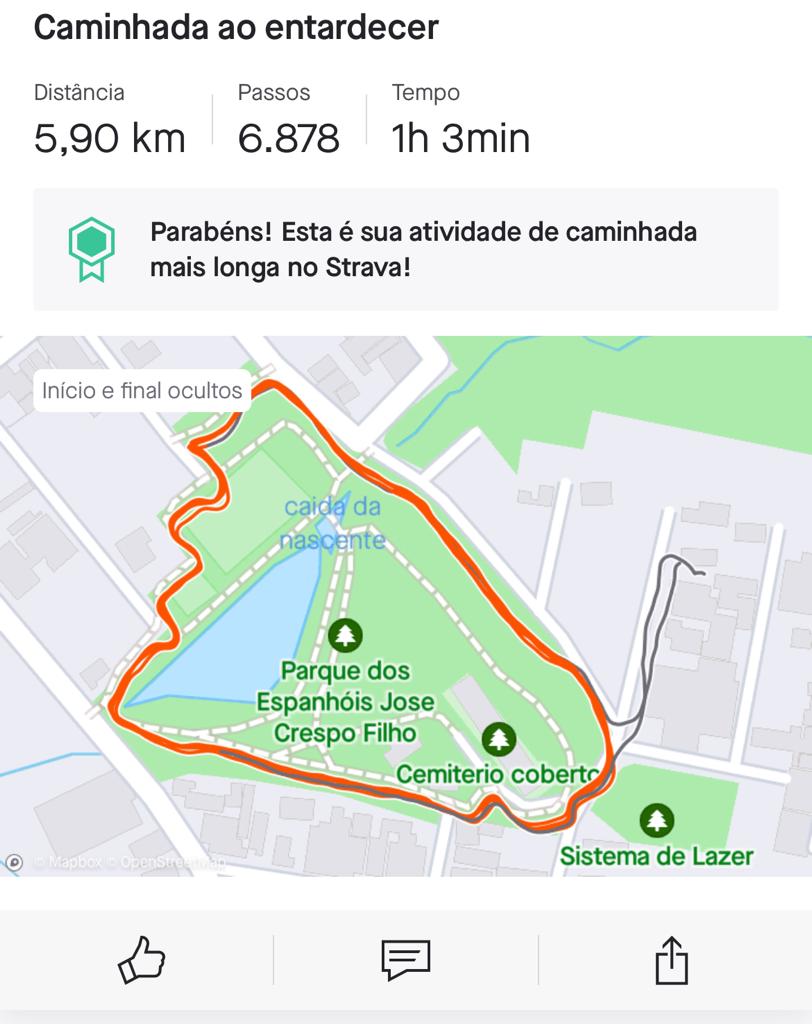 Caminhada ao entardecer
Distância Passos Tempo
5,90 km 6.878 1h 3min
Parabéns! Esta é sua atividade de caminhada
mais longa no Strava!
Início e final ocultos
caida da
nascente
Parque dos
Espanhóis Jose
Crespo Filho
Cemiterio coberto
Sistema de Lazer
© Mapbox © OpenStreetMap